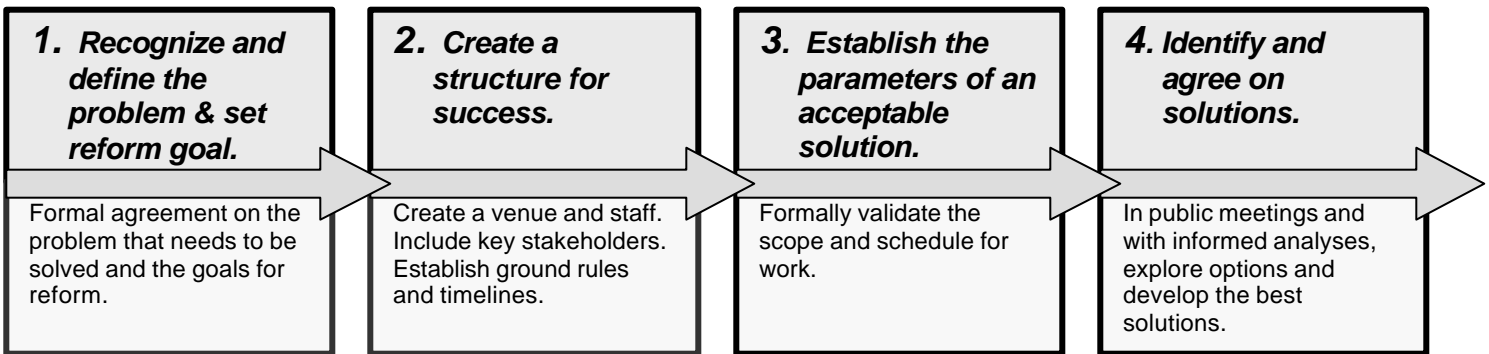 1. Recognize and
define the
problem & set
reform goal.
Formal agreement on the
problem that needs to be
solved and the goals for
reform.
2. Create a
structure for
success.
Create a venue and staff.
Include key stakeholders.
Establish ground rules
and timelines.
3. Establish the
parameters of an
acceptable
solution.
Formally validate the
scope and schedule for
work.
4. Identify and
agree on
solutions.
In public meetings and
with informed analyses,
explore options and
develop the best
solutions.